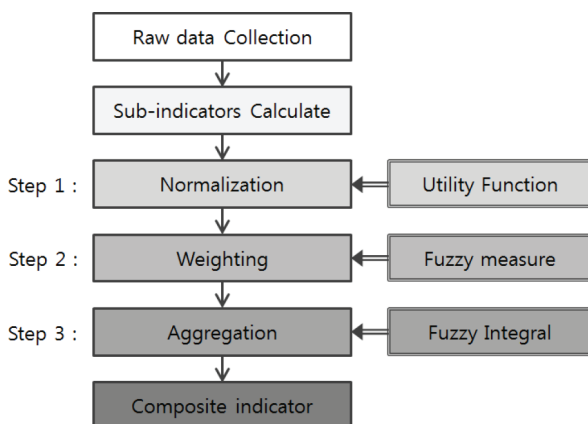 Raw data Collection
Sub-indicators Calculate
Step 1 : Normalization Utility Function
Step 2 : Weighting Fuzzy measure
Step 3 : Aggregation Fuzzy Integral
Composite indicator